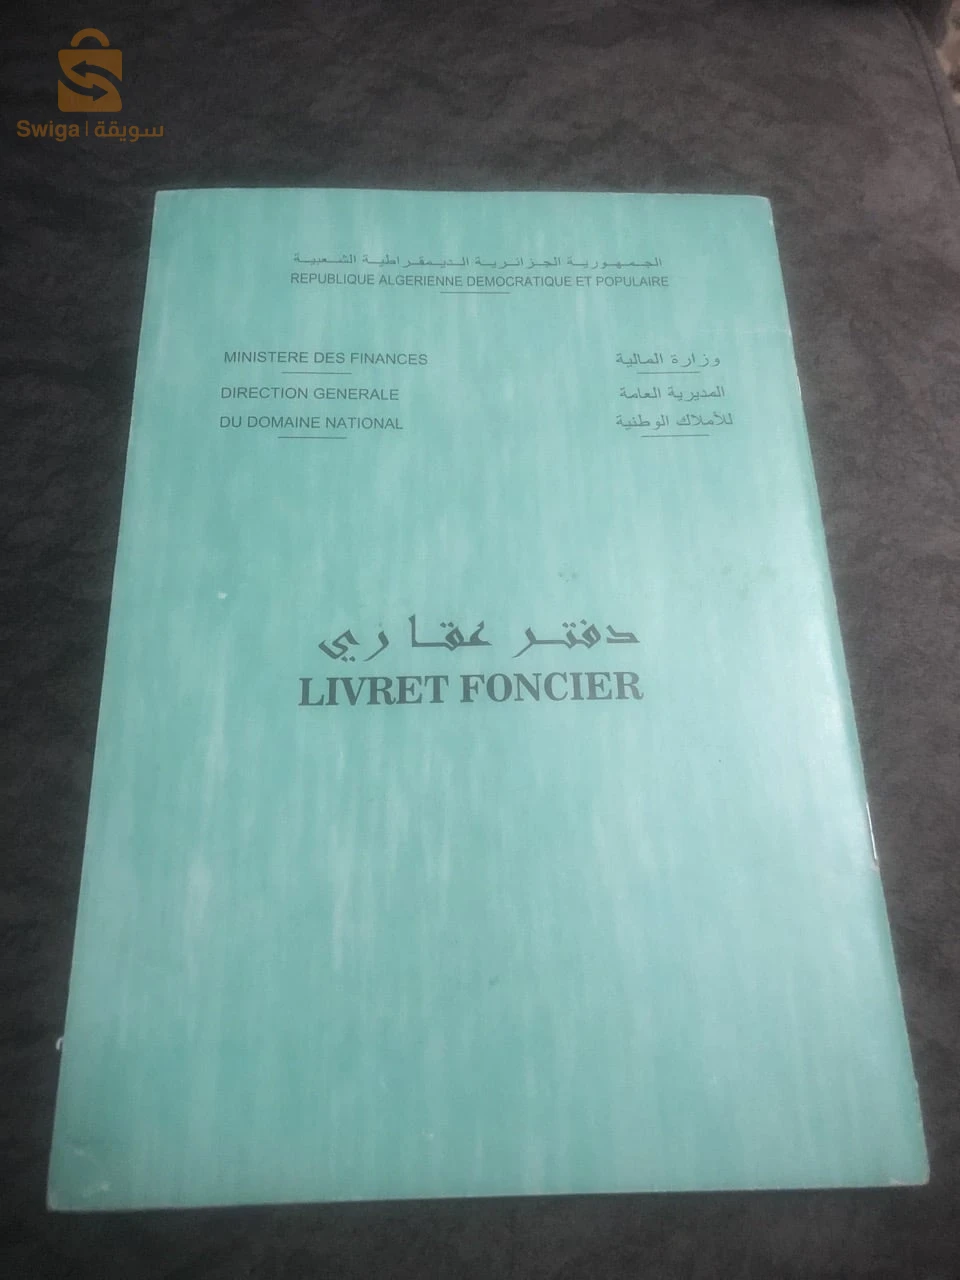 Swiga | سويقة
الجمهورية الجزائرية الديمقراطية الشعبية
REPUBLIQUE ALGERIENNE DEMOCRATIQUE ET POPULAIRE
MINISTERE DES FINANCES وزارة المالية
DIRECTION GENERALE المديرية العامة
DU DOMAINE NATIONAL للأملاك الوطنية
دفتر عقاري
LIVRET FONCIER